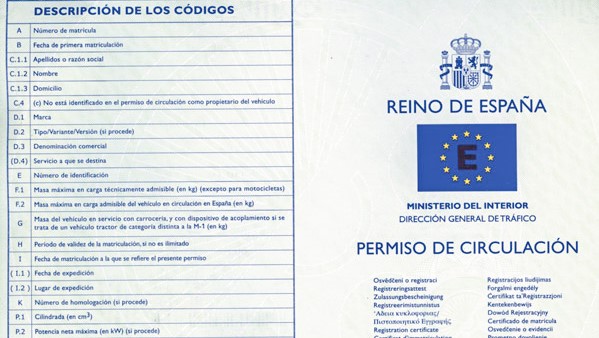 DESCRIPCIÓN DE LOS CÓDIGOS
A Número de matrícula
B Fecha de primera matriculación
C.1.1 Apellidos o razón social
C.1.2 Nombre
C.1.3 Domicilio
C.4 (c) No está identificado en el permiso de circulación como propietario del vehículo
D.1 Marca
D.2 Tipo/Variante/Versión (si procede)
D.3 Denominación comercial
(D.4) Servicio a que se destina
E Número de identificación
F.1 Masa máxima en carga técnicamente admisible (en kg) (excepto para motocicletas)
F.2 Masa máxima en carga admisible del vehículo en circulación en España (en kg)
G Masa del vehículo en servicio con carrocería, y con dispositivo de acoplamiento si se
trata de un vehículo tractor de categoría distinta a la M-1 (en kg)
H Período de validez de la matriculación, si no es ilimitado
I Fecha de matriculación a la que se refiere el presente permiso
( I.1 ) Fecha de expedición
( I.2 ) Lugar de expedición
K Número de homologación (si procede)
P.1 Cilindrada (en cm³)
P.2 Potencia neta máxima (en kW) (si procede)
REINO DE ESPAÑA
E
MINISTERIO DEL INTERIOR
DIRECCIÓN GENERAL DE TRÁFICO
PERMISO DE CIRCULACIÓN
Osvědčení o registraci
Registreringsattest
Zulassungsbescheinigung
Registreerimistunnistus
Άδεια κυκλοφορίας/
Πιστοποιητικό Εγγραφής
Registration certificate
Certificat d'immatriculation
Registracijos liudijimas
Forgalmi engedély
Ċertifikat ta'Reġistrazzjoni
Kentekenbewijs
Dowód Rejestracyjny
Certificado de matrícula
Osvedčenie o evidencii
Prometno dovoljenje